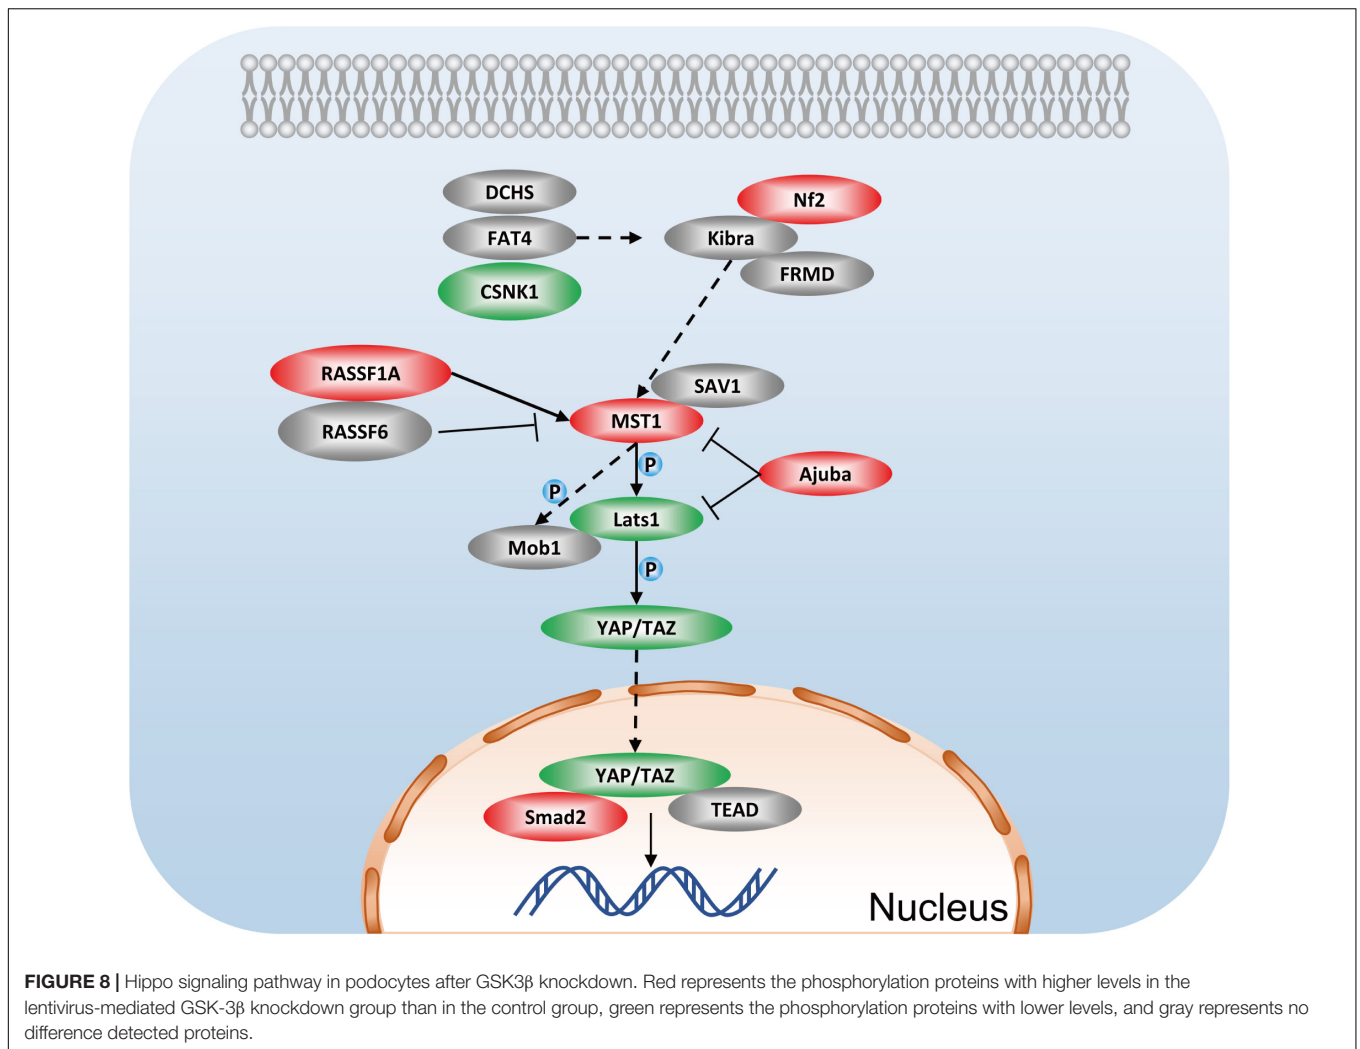 DCHS
Nf2
FAT4
Kibra
FRMD
CSNK1
RASSF1A
SAV1
MST1
RASSF6
P
Ajuba
P
Lats1
Mob1
P
YAP/TAZ
YAP/TAZ
TEAD
Smad2
Nucleus
FIGURE 8 | Hippo signaling pathway in podocytes after GSK3β knockdown. Red represents the phosphorylation proteins with higher levels in the
lentivirus-mediated GSK-3β knockdown group than in the control group, green represents the phosphorylation proteins with lower levels, and gray represents no
difference detected proteins.